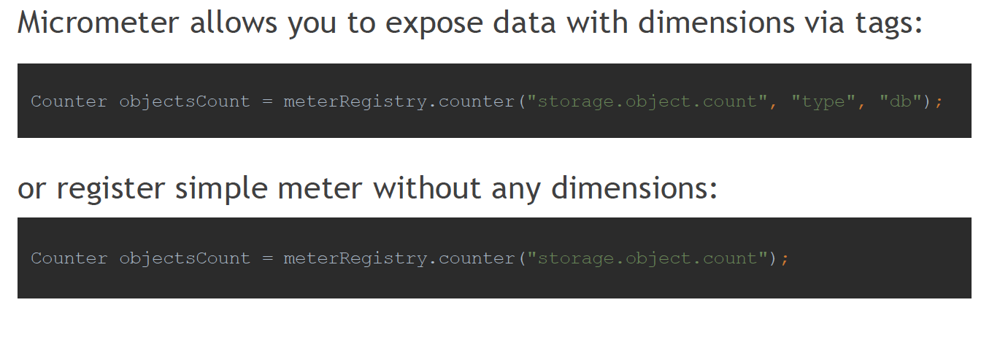 Micrometer allows you to expose data with dimensions via tags:
Counter objectsCount = meterRegistry.counter("storage.object.count", "type", "db");
or register simple meter without any dimensions:
Counter objectsCount = meterRegistry.counter("storage.object.count");